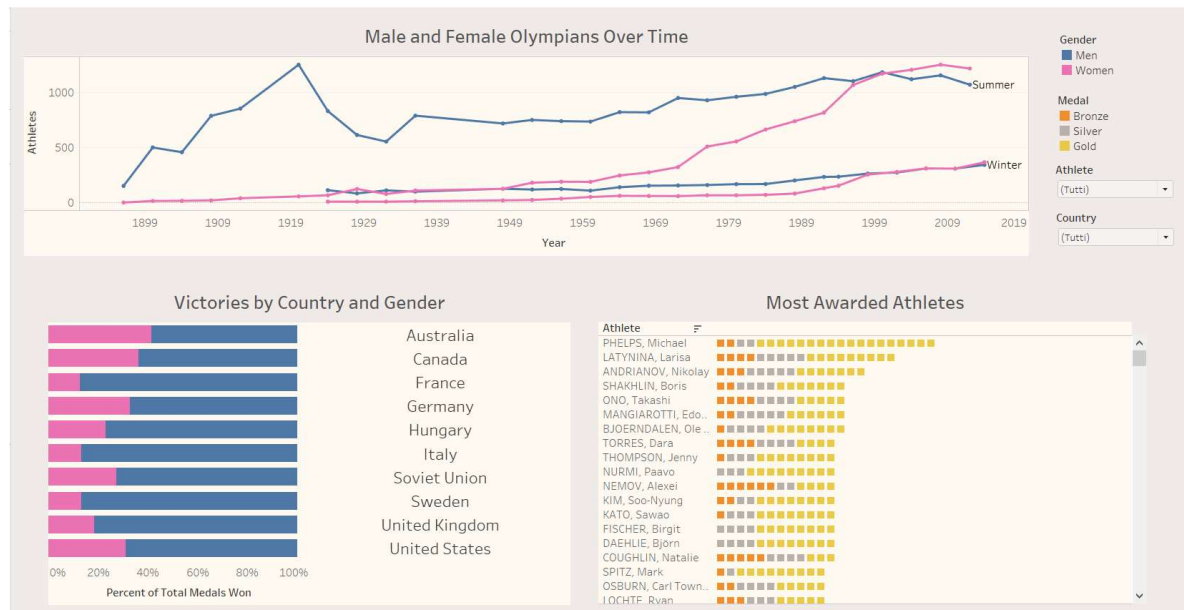 Male and Female Olympians Over Time
Athletes
1000
500
0
Summer
Winter
1899 1909 1919 1929 1939 1949 1959 1969 1979 1989 1999 2009 2019
Year
Gender
Men
Women
Medal
Bronze
Silver
Gold
Athlete
(Tutti)
Country
(Tutti)
Victories by Country and Gender
Australia
Canada
France
Germany
Hungary
Italy
Soviet Union
Sweden
United Kingdom
United States
0% 20% 40% 60% 80% 100%
Percent of Total Medals Won
Most Awarded Athletes
Athlete
PHELPS, Michael
LATYNINA, Larisa
ANDRIANOV, Nikolay
SHAKHLIN, Boris
ONO, Takashi
MANGIAROTTI, Edo..
BJOERNDALEN, Ole ..
TORRES, Dara
THOMPSON, Jenny
NURMI, Paavo
NEMOV, Alexei
KIM, Soo-Nyung
KATO, Sawao
FISCHER, Birgit
DAEHLIE, Björn
COUGHLIN, Natalie
SPITZ, Mark
OSBURN, Carl Town..
LOCHTE, Ryan